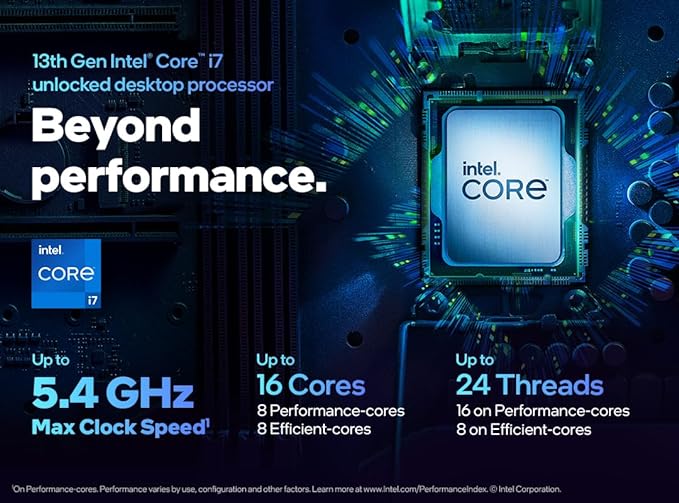 13th Gen Intel® Core™ i7
unlocked desktop processor
Beyond
performance.
intel.
CORE
i7
intel.
CORE™
Up to
5.4 GHz
Max Clock Speed¹
Up to
16 Cores
8 Performance-cores
8 Efficient-cores
Up to
24 Threads
16 on Performance-cores
8 on Efficient-cores
¹On Performance-cores. Performance varies by use, configuration and other factors. Learn more at www.Intel.com/PerformanceIndex. © Intel Corporation.